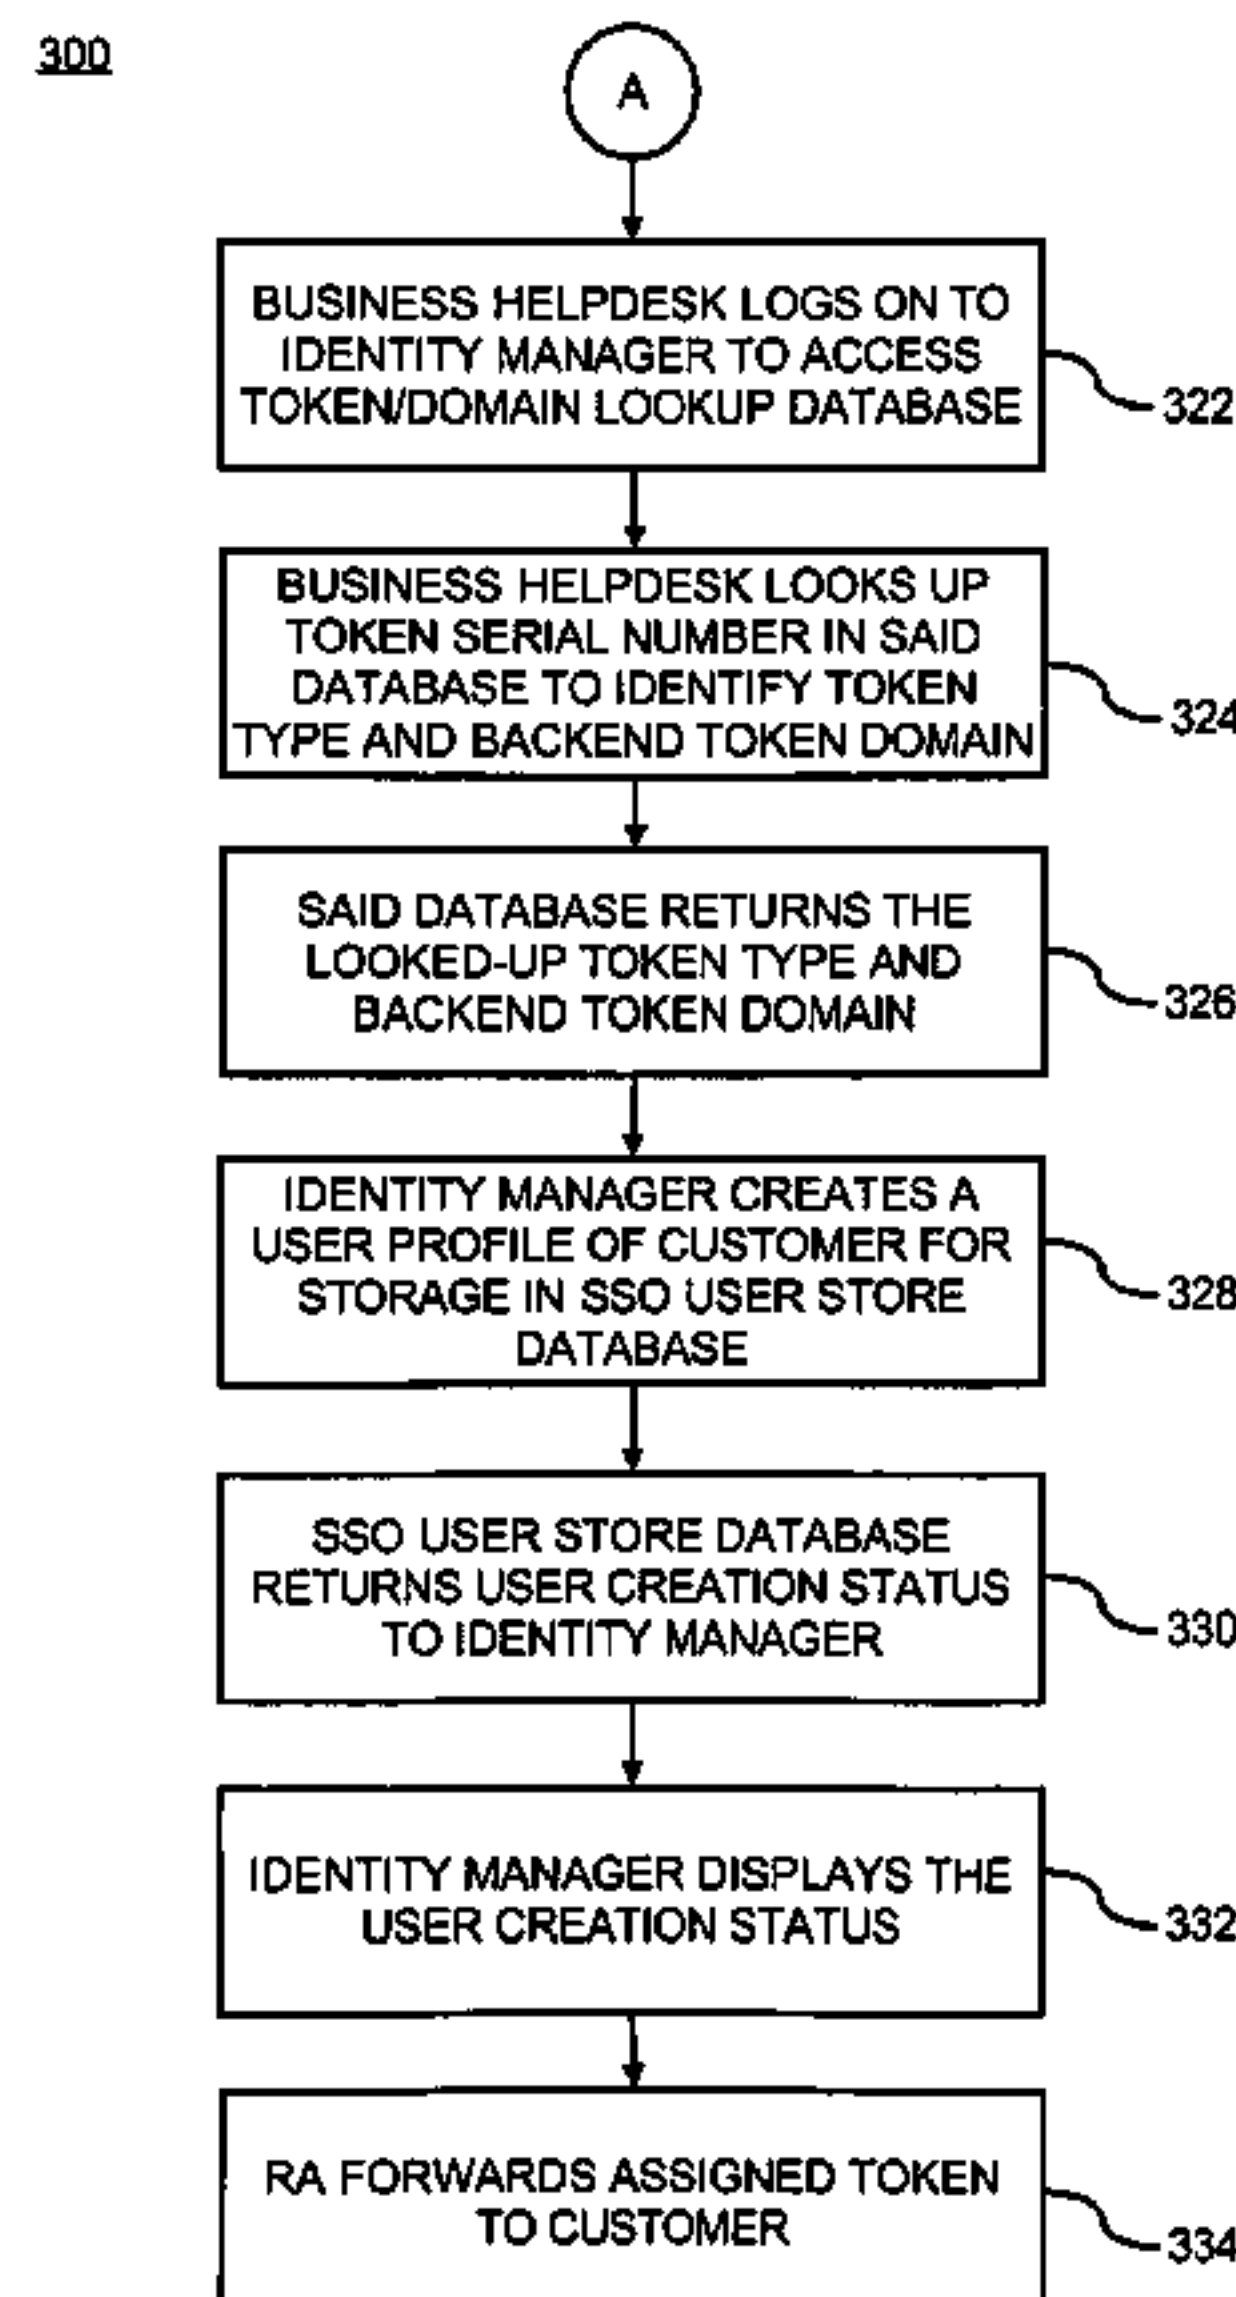 300
A
BUSINESS HELPDESK LOGS ON TO
IDENTITY MANAGER TO ACCESS
TOKEN/DOMAIN LOOKUP DATABASE
322
BUSINESS HELPDESK LOOKS UP
TOKEN SERIAL NUMBER IN SAID
DATABASE TO IDENTIFY TOKEN
TYPE AND BACKEND TOKEN DOMAIN
324
SAID DATABASE RETURNS THE
LOOKED-UP TOKEN TYPE AND
BACKEND TOKEN DOMAIN
326
IDENTITY MANAGER CREATES A
USER PROFILE OF CUSTOMER FOR
STORAGE IN SSO USER STORE
DATABASE
328
SSO USER STORE DATABASE
RETURNS USER CREATION STATUS
TO IDENTITY MANAGER
330
IDENTITY MANAGER DISPLAYS THE
USER CREATION STATUS
332
RA FORWARDS ASSIGNED TOKEN
TO CUSTOMER
334